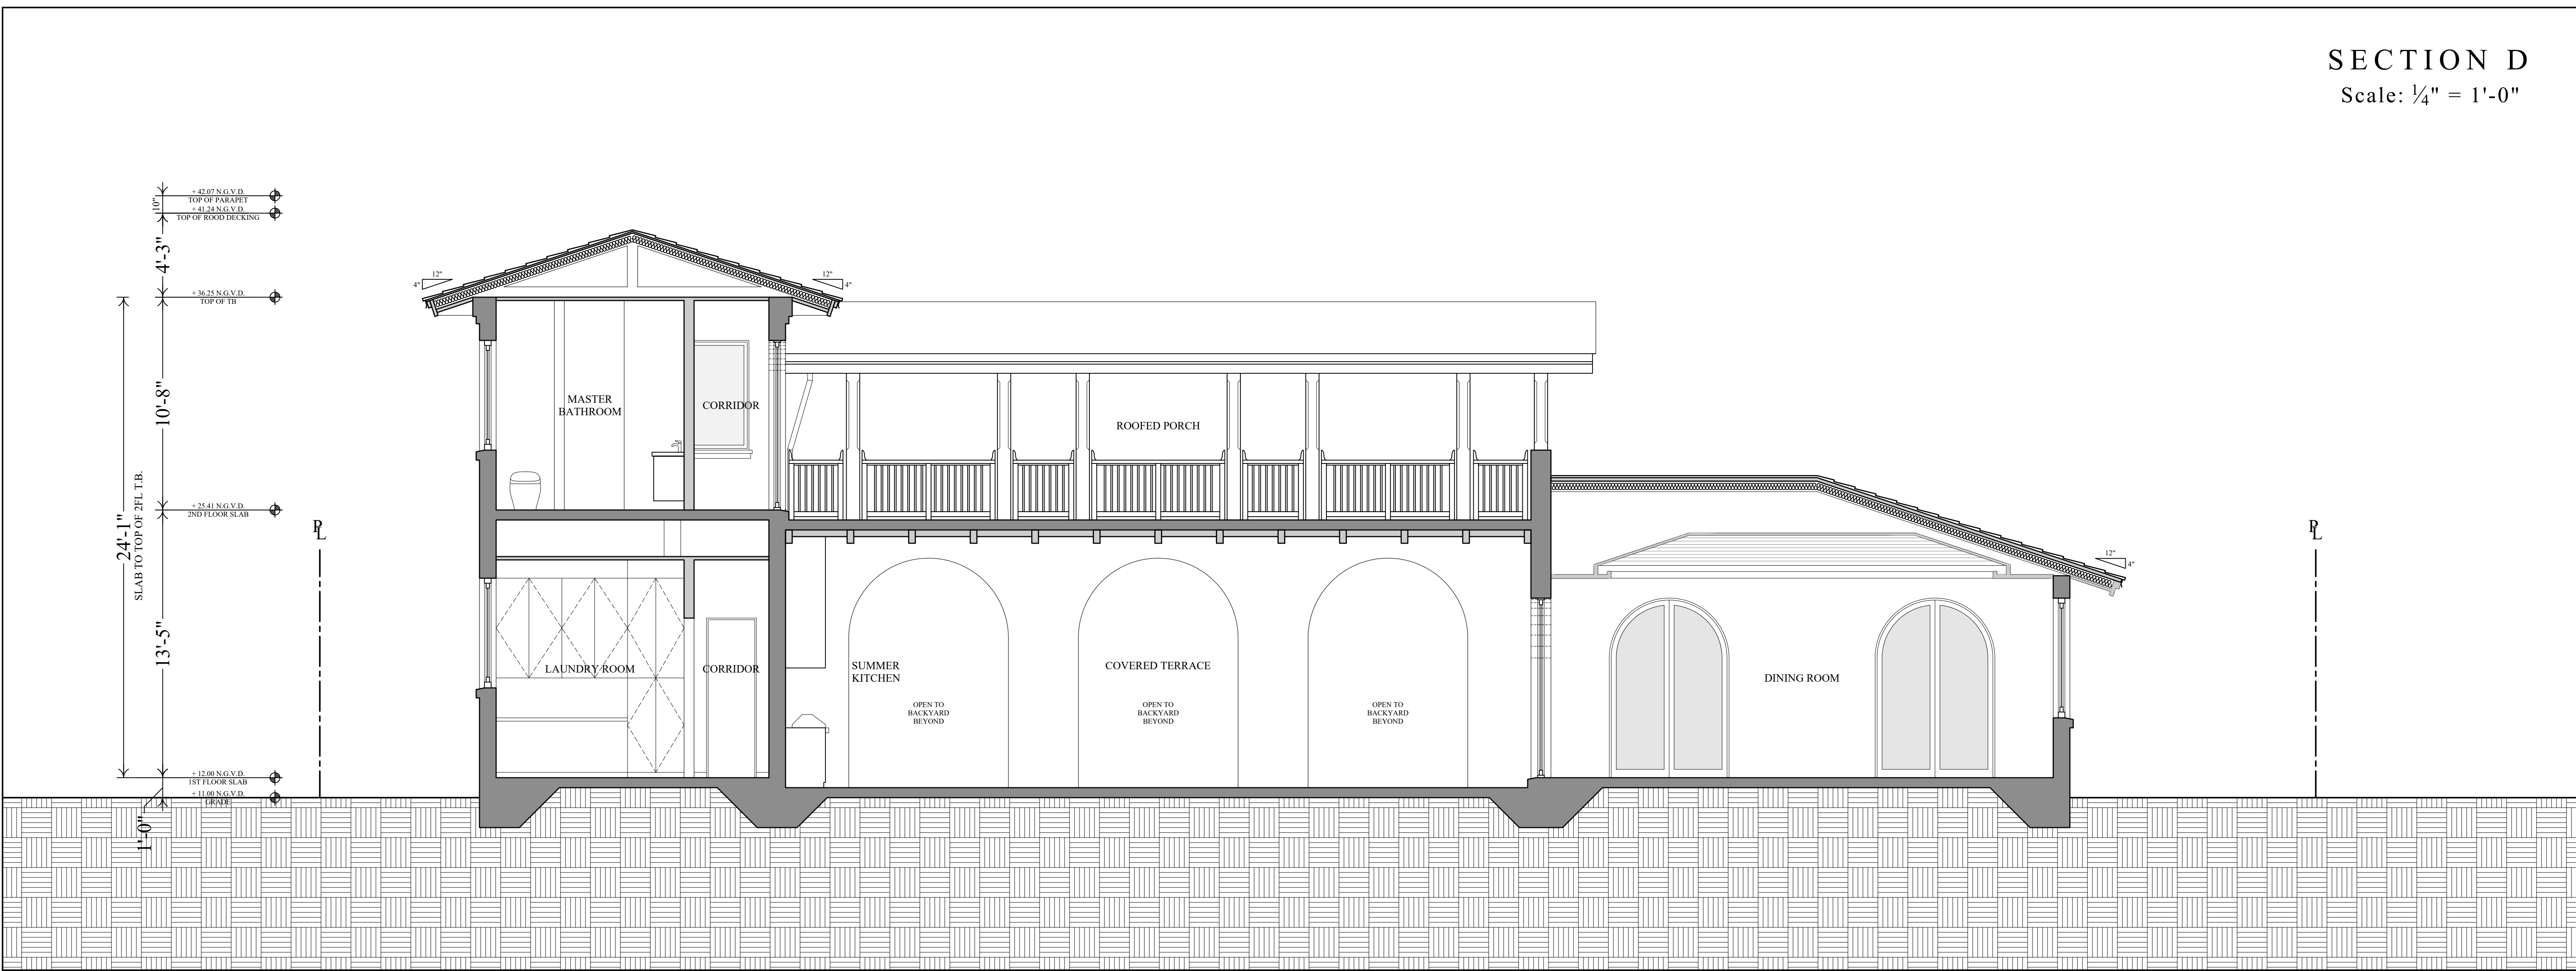 SECTION D
Scale: 1/4" = 1'-0"
+ 42.07 N.G.V.D.
TOP OF PARAPET
10"
+ 41.24 N.G.V.D.
TOP OF ROOD DECKING
4'-3"
+ 36.25 N.G.V.D.
TOP OF TB
10'-8"
+ 25.41 N.G.V.D.
2ND FLOOR SLAB
24'-1"
SLAB TO TOP OF 2FL T.B.
13'-5"
+ 12.00 N.G.V.D.
1ST FLOOR SLAB
+ 11.00 N.G.V.D.
GRADE
1'-0"
PL
12"
4"
12"
4"
MASTER
BATHROOM
CORRIDOR
ROOFED PORCH
LAUNDRY ROOM
CORRIDOR
SUMMER
KITCHEN
COVERED TERRACE
OPEN TO
BACKYARD
BEYOND
OPEN TO
BACKYARD
BEYOND
OPEN TO
BACKYARD
BEYOND
DINING ROOM
12"
4"
PL